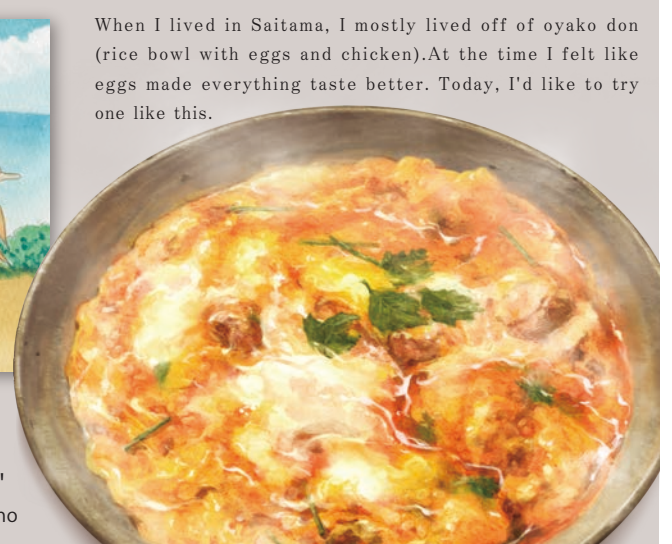 When I lived in Saitama, I mostly lived off of oyako don
(rice bowl with eggs and chicken).At the time I felt like
eggs made everything taste better. Today, I'd like to try
one like this.